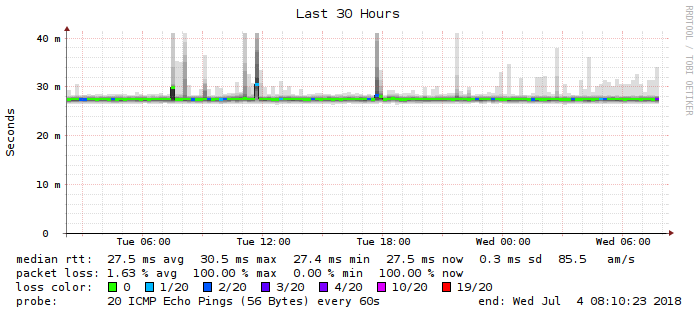 Last 30 Hours
RRDTOOL / TOBI OETIKER
Seconds
40 m
30 m
20 m
10 m
0
Tue 06:00 Tue 12:00 Tue 18:00 Wed 00:00 Wed 06:00
median rtt: 27.5 ms avg 30.5 ms max 27.4 ms min 27.5 ms now 0.3 ms sd 85.5 am/s
packet loss: 1.63 % avg 100.00 % max 0.00 % min 100.00 % now
loss color: 0 1/20 2/20 3/20 4/20 10/20 19/20
probe: 20 ICMP Echo Pings (56 Bytes) every 60s end: Wed Jul 4 08:10:23 2018